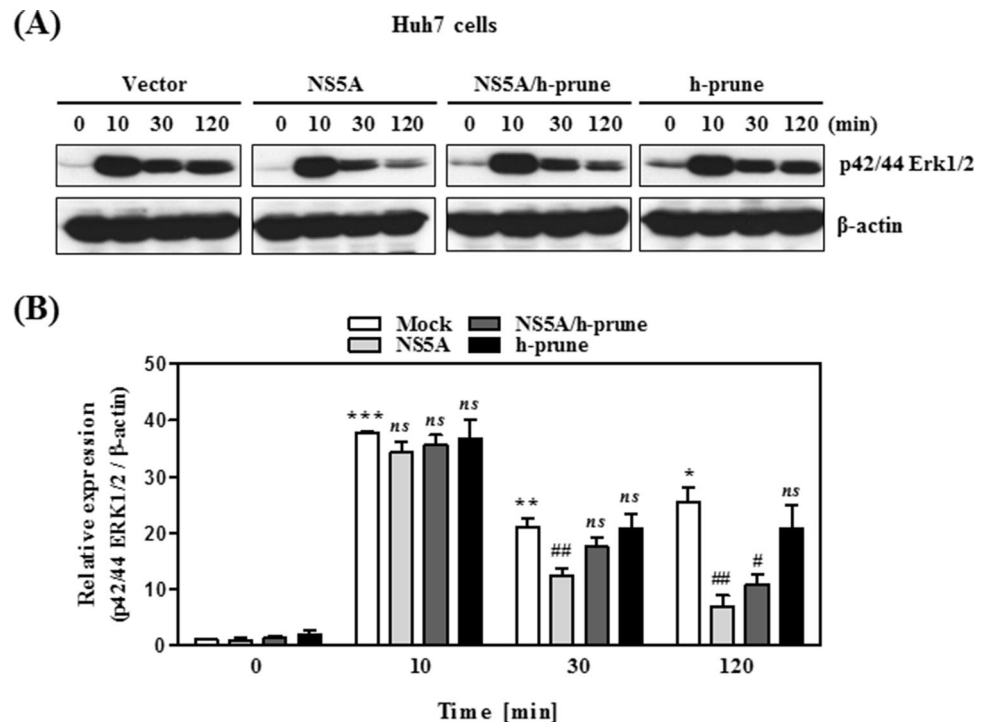 (A)
Huh7 cells
Vector NS5A NS5A/h-prune h-prune
0 10 30 120 0 10 30 120 0 10 30 120 0 10 30 120 (min)
p42/44 Erk1/2
β-actin
(B)
Mock NS5A/h-prune
NS5A h-prune
Relative expression
(p42/44 ERK1/2 / β-actin)
50
40
30
20
10
0
*** ns ns ns
** ## ns ns
* ## # ns
0 10 30 120
Time [min]